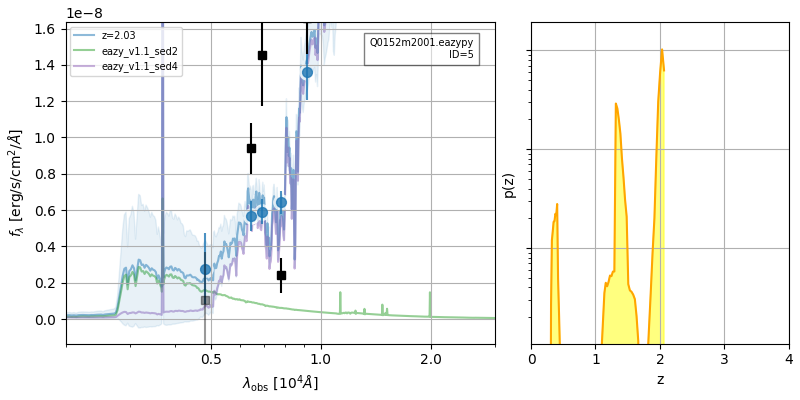 1e−8
z=2.03
eazy_v1.1_sed2
eazy_v1.1_sed4
Q0152m2001.eazypy
ID=5
1.6
1.4
1.2
1.0
0.8
0.6
0.4
0.2
0.0
f_λ [erg/s/cm²/Å]
0.5
1.0
2.0
λ_obs [10⁴Å]
p(z)
0
1
2
3
4
z